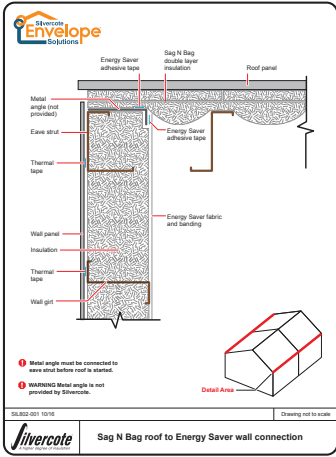 Silvercote
Envelope
Solutions
Energy Saver
adhesive tape
Sag N Bag
double layer
insulation
Roof panel
Metal
angle (not
provided)
Eave strut
Energy Saver
adhesive tape
Thermal
tape
Energy Saver fabric
and banding
Wall panel
Insulation
Thermal
tape
Wall girt
! Metal angle must be connected to
eave strut before roof is started.
! WARNING Metal angle is not
provided by Silvercote.
Detail Area
SIL802-001 10/16
Drawing not to scale
Silvercote
A higher degree of insulation
Sag N Bag roof to Energy Saver wall connection